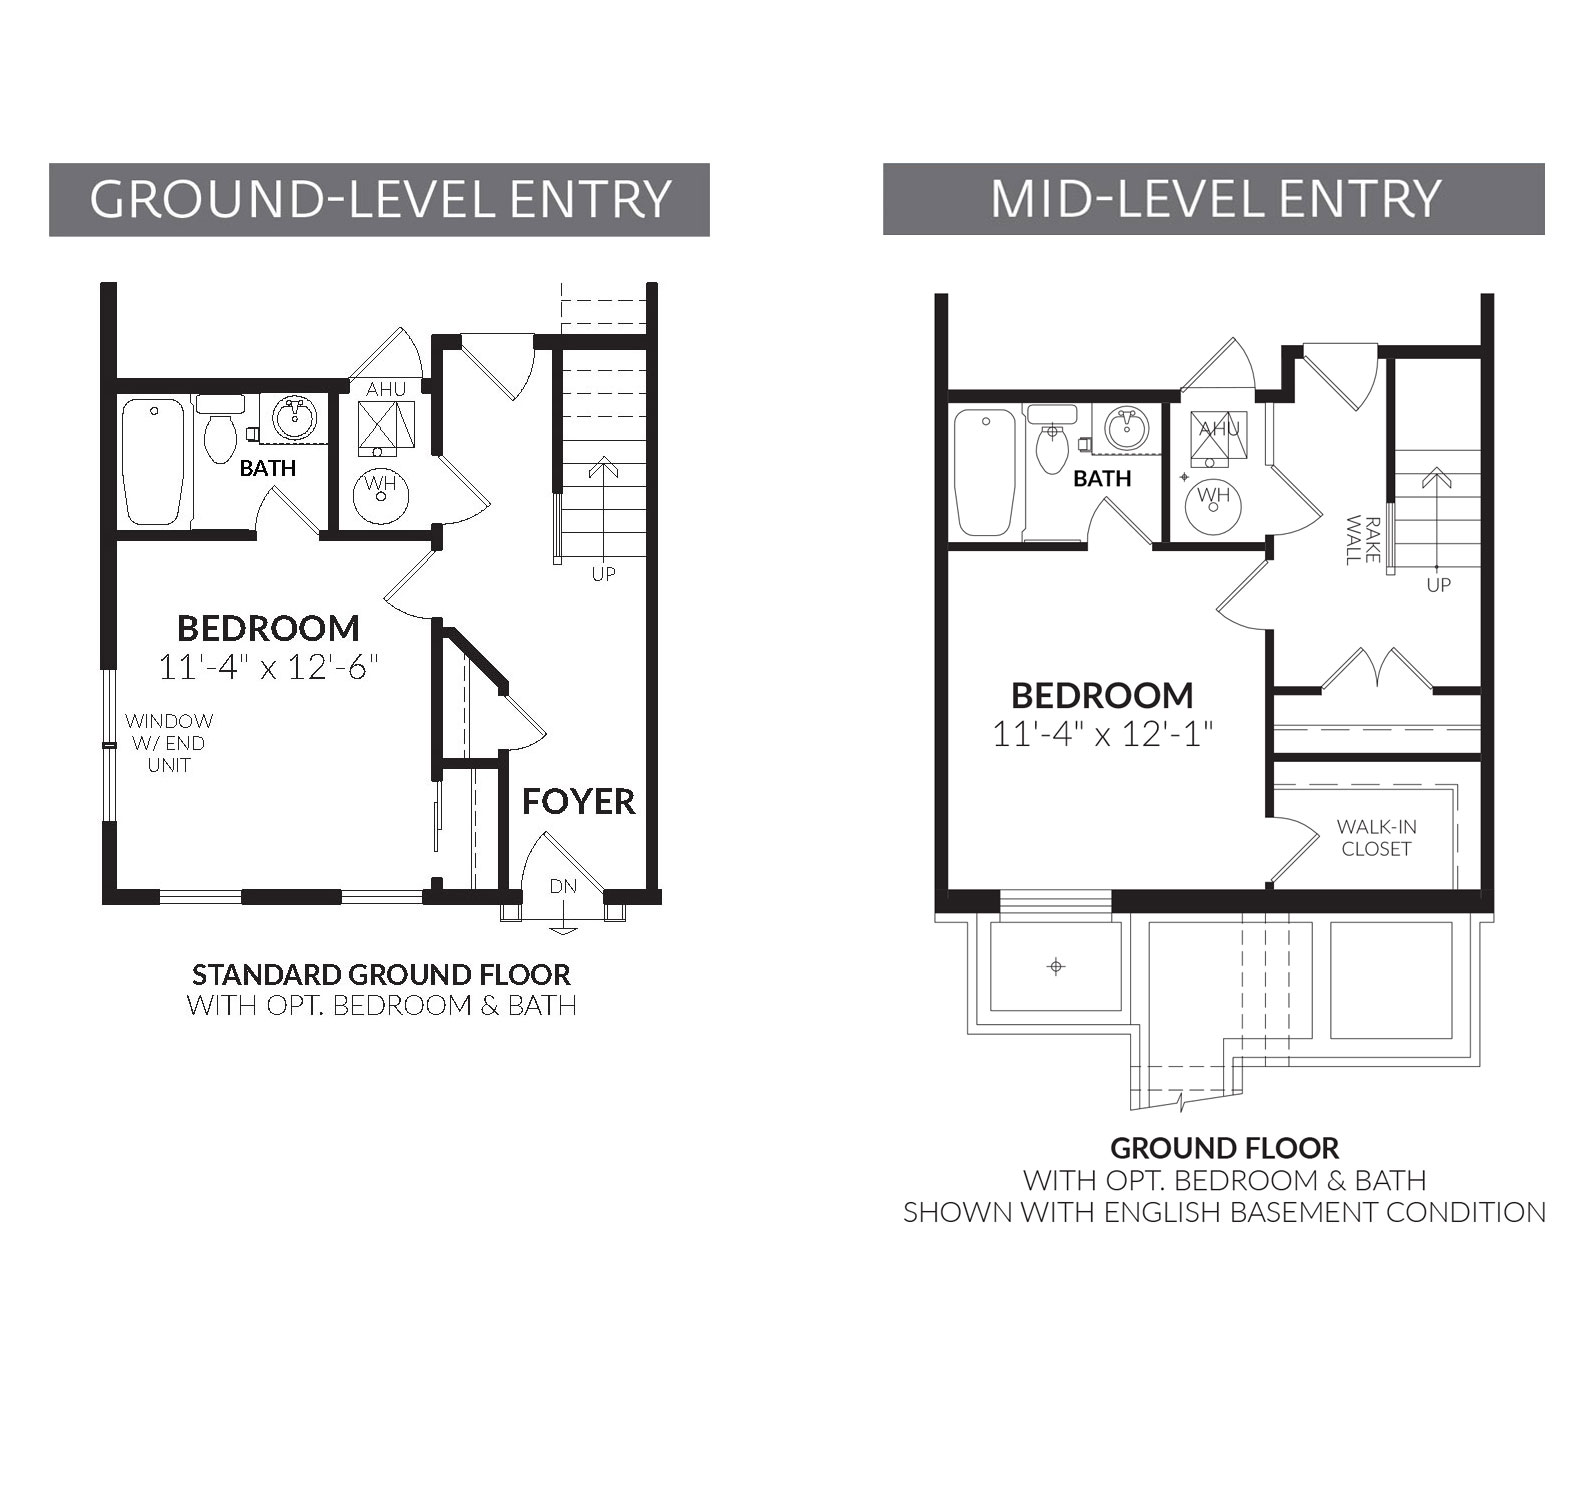 GROUND-LEVEL ENTRY
AHU
BATH
WH
UP
BEDROOM
11'-4" x 12'-6"
WINDOW
W/ END
UNIT
FOYER
DN
STANDARD GROUND FLOOR
WITH OPT. BEDROOM & BATH
MID-LEVEL ENTRY
AHU
BATH
WH
RAKE
WALL
UP
BEDROOM
11'-4" x 12'-1"
WALK-IN
CLOSET
GROUND FLOOR
WITH OPT. BEDROOM & BATH
SHOWN WITH ENGLISH BASEMENT CONDITION